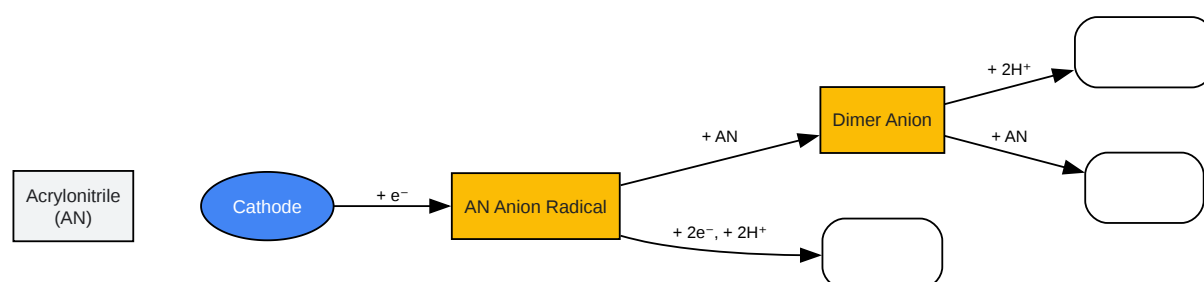 Acrylonitrile
(AN)
Cathode
+ e⁻
AN Anion Radical
+ AN
+ 2e⁻, + 2H⁺
Dimer Anion
+ 2H⁺
+ AN